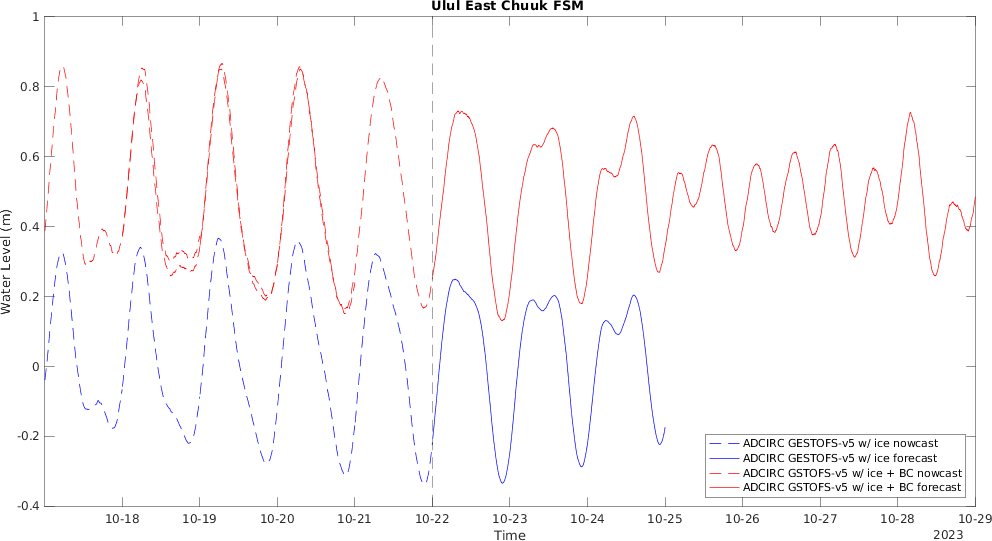 Ulul East Chuuk FSM
1
0.8
0.6
0.4
0.2
0
-0.2
-0.4
Water Level (m)
ADCIRC GESTOFS-v5 w/ ice nowcast
ADCIRC GESTOFS-v5 w/ ice forecast
ADCIRC GSTOFS-v5 w/ ice + BC nowcast
ADCIRC GSTOFS-v5 w/ ice + BC forecast
10-18 10-19 10-20 10-21 10-22 10-23 10-24 10-25 10-26 10-27 10-28 10-29
Time 2023